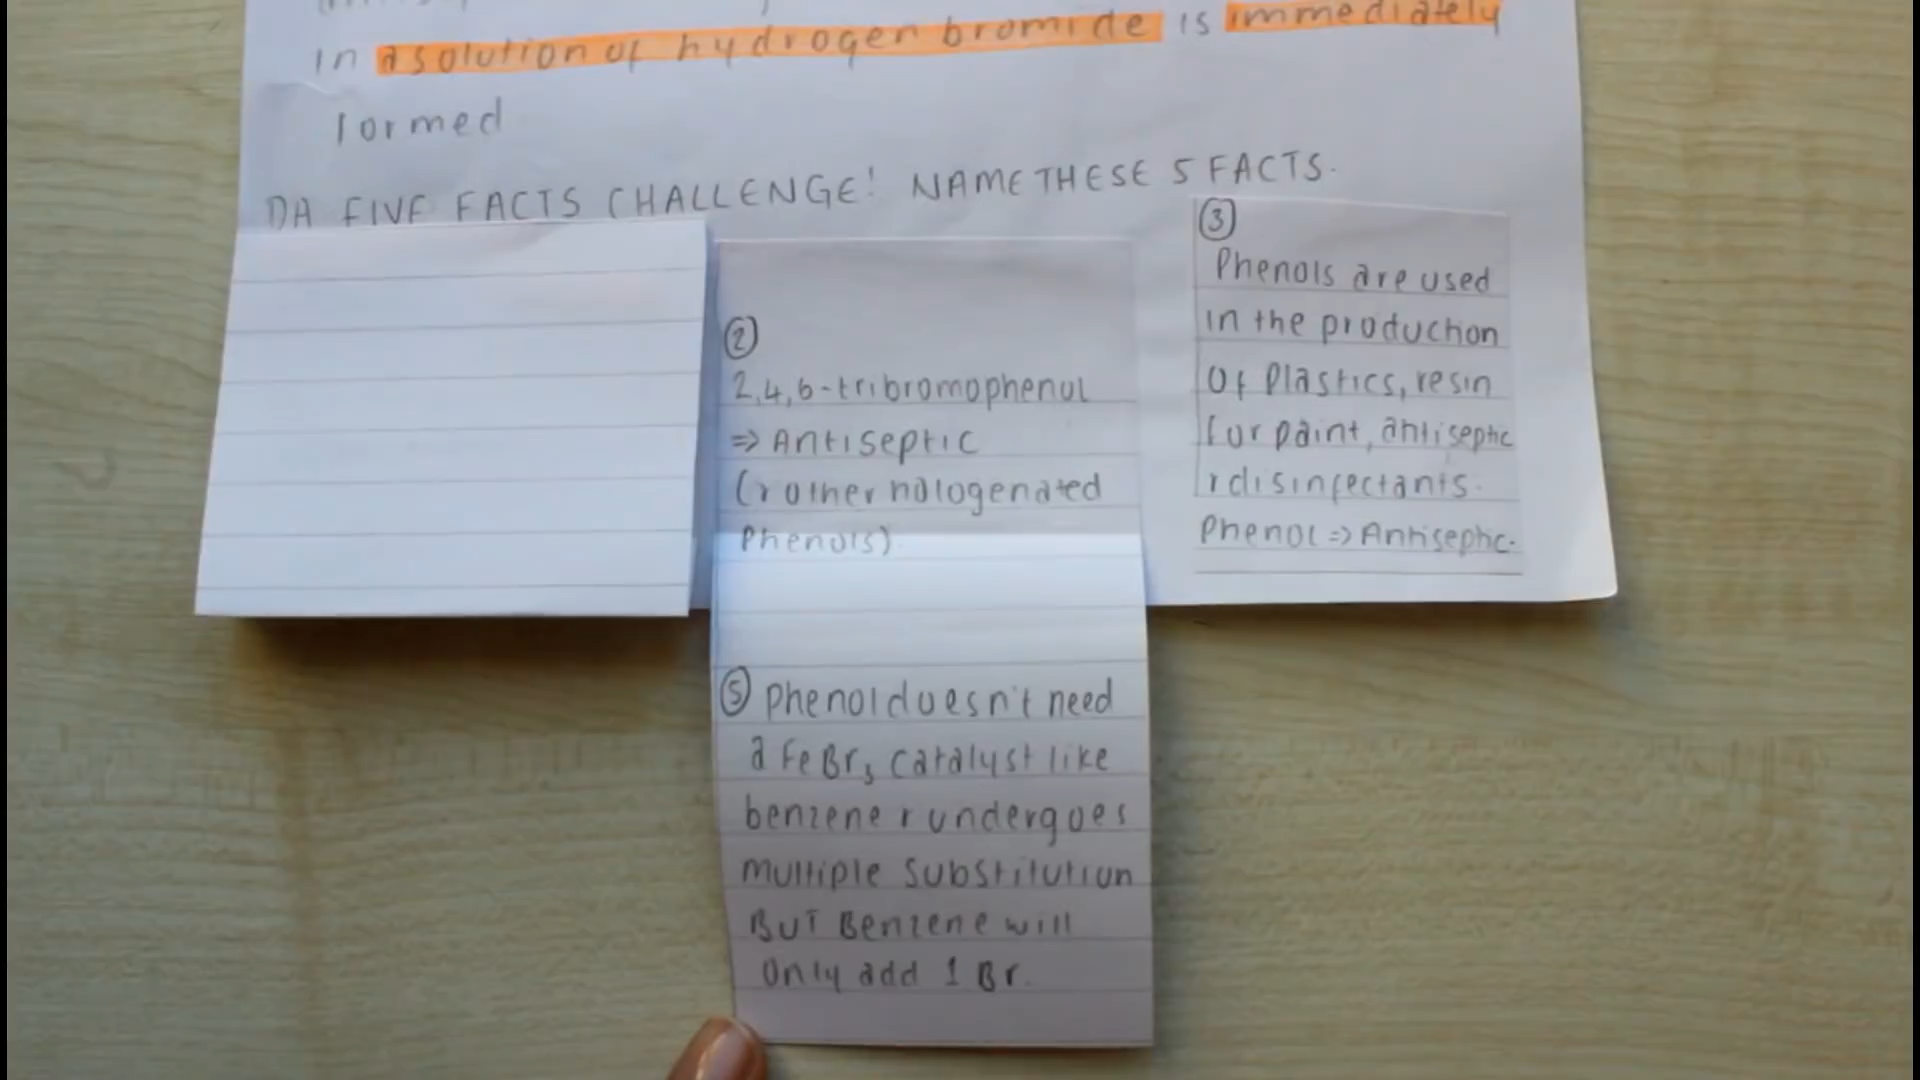 in a solution of hydrogen bromide is immediately
formed
DA FIVE FACTS CHALLENGE! NAME THESE 5 FACTS.
②
2,4,6-tribromophenol
=> Antiseptic
(& other halogenated
Phenols).
⑤ Phenol doesn't need
a FeBr3 catalyst like
benzene & undergoes
multiple substitution
BUT Benzene will
only add 1 Br.
③
Phenols are used
in the production
of Plastics, resin
for paint, antiseptic
& disinfectants.
Phenol => Antiseptic.